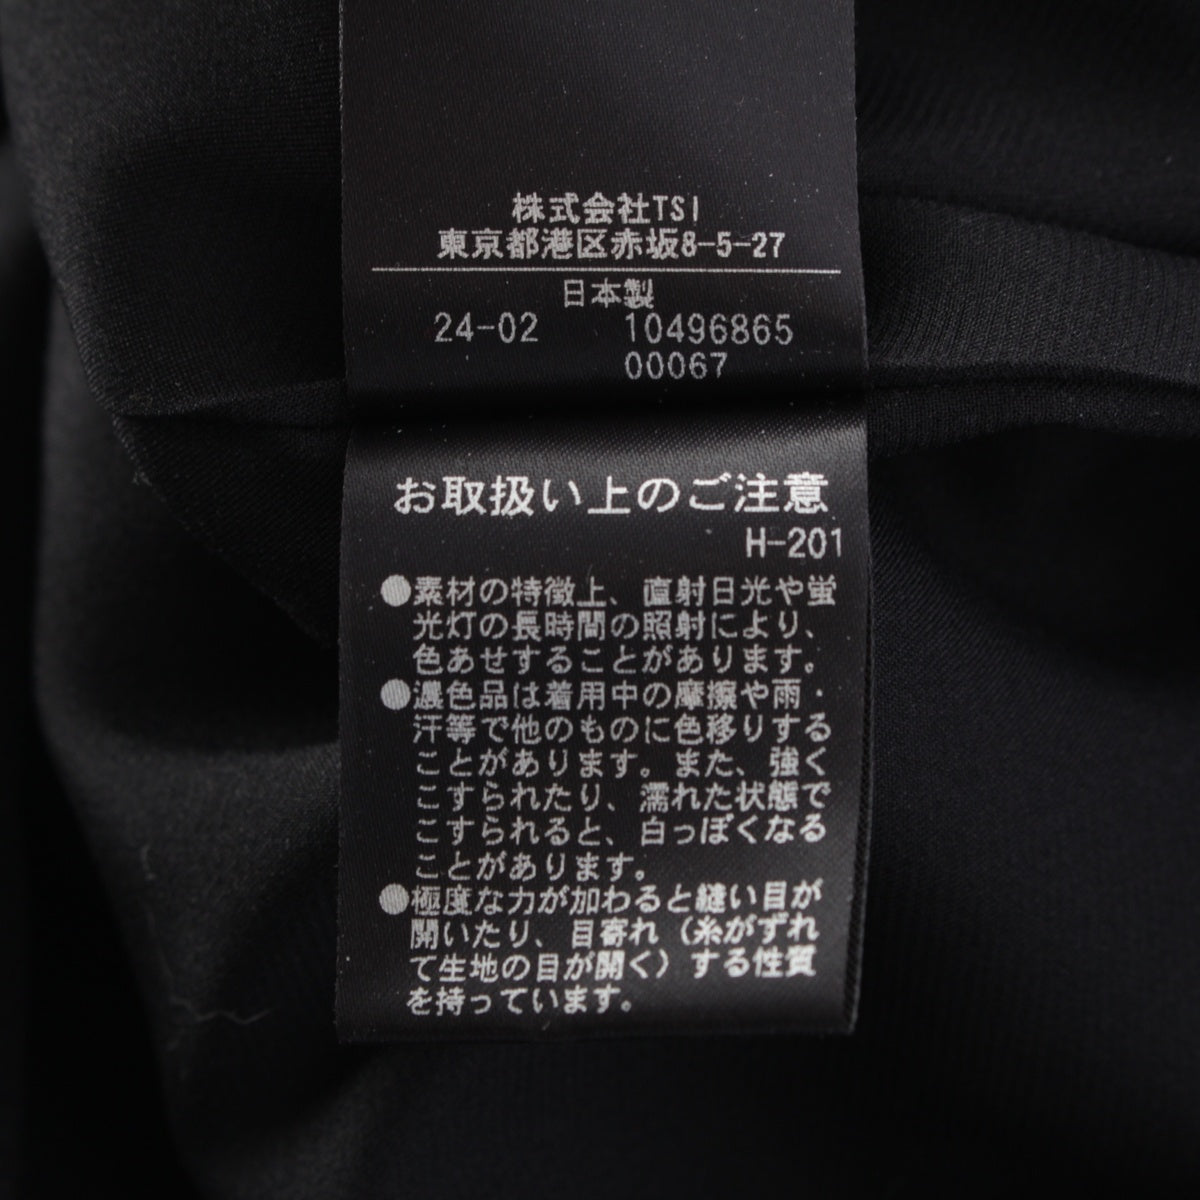 株式会社TSI
東京都港区赤坂8-5-27
日本製
24-02 10496865
00067
お取扱い上のご注意
H-201
●素材の特徴上、直射日光や蛍
光灯の長時間の照射により、
色あせすることがあります。
●濃色品は着用中の摩擦や雨・
汗等で他のものに色移りする
ことがあります。また、強く
こすられたり、濡れた状態で
こすられると、白っぽくなる
ことがあります。
●極度な力が加わると縫い目が
開いたり、目寄れ（糸がずれ
て生地の目が開く）する性質
を持っています。